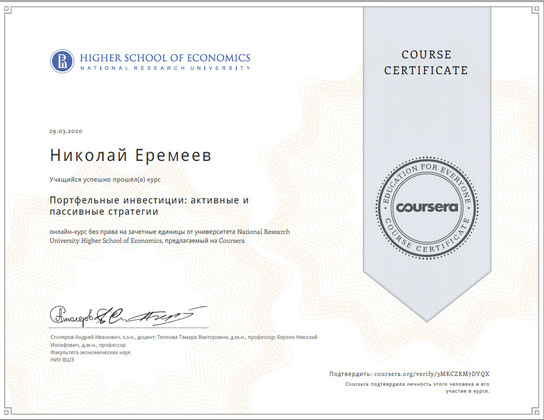 HIGHER SCHOOL OF ECONOMICS
NATIONAL RESEARCH UNIVERSITY
COURSE
CERTIFICATE
29.03.2020
Николай Еремеев
Учащийся успешно прошел(а) курс
Портфельные инвестиции: активные и
пассивные стратегии
онлайн-курс без права на зачетные единицы от университета National Research
University Higher School of Economics, предлагаемый на Coursera
EDUCATION FOR EVERYONE
coursera
COURSE CERTIFICATE
Столяров Андрей Иванович, к.э.н., доцент; Теплова Тамара Викторовна, д.э.н., профессор; Берзон Николай
Иосифович, д.э.н., профессор
Факультета экономических наук
НИУ ВШЭ
Подтвердить: coursera.org/verify/3MKCZKM7DYQX
Coursera подтвердила личность этого человека и его
участие в курсе.